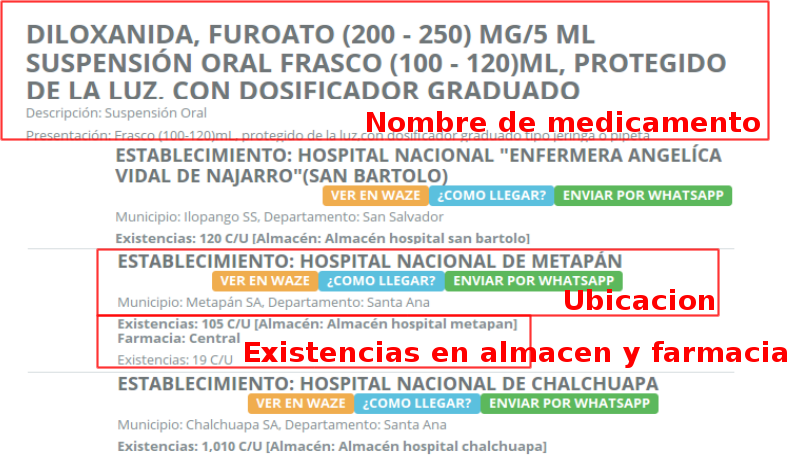 DILOXANIDA, FUROATO (200 - 250) MG/5 ML
SUSPENSIÓN ORAL FRASCO (100 - 120)ML, PROTEGIDO
DE LA LUZ, CON DOSIFICADOR GRADUADO
Descripción: Suspensión Oral
Nombre de medicamento
Presentación: Frasco (100-120)mL, protegido de la luz,con dosificador graduado tipo jeringa o pipeta
ESTABLECIMIENTO: HOSPITAL NACIONAL "ENFERMERA ANGELÍCA
VIDAL DE NAJARRO"(SAN BARTOLO)
VER EN WAZE ¿COMO LLEGAR? ENVIAR POR WHATSAPP
Municipio: Ilopango SS, Departamento: San Salvador
Existencias: 120 C/U [Almacén: Almacén hospital san bartolo]
ESTABLECIMIENTO: HOSPITAL NACIONAL DE METAPÁN
VER EN WAZE ¿COMO LLEGAR? ENVIAR POR WHATSAPP
Municipio: Metapán SA, Departamento: Santa Ana
Ubicacion
Existencias: 105 C/U [Almacén: Almacén hospital metapan]
Farmacia: Central
Existencias: 19 C/U
Existencias en almacen y farmacia
ESTABLECIMIENTO: HOSPITAL NACIONAL DE CHALCHUAPA
VER EN WAZE ¿COMO LLEGAR? ENVIAR POR WHATSAPP
Municipio: Chalchuapa SA, Departamento: Santa Ana
Existencias: 1,010 C/U [Almacén: Almacén hospital chalchuapa]